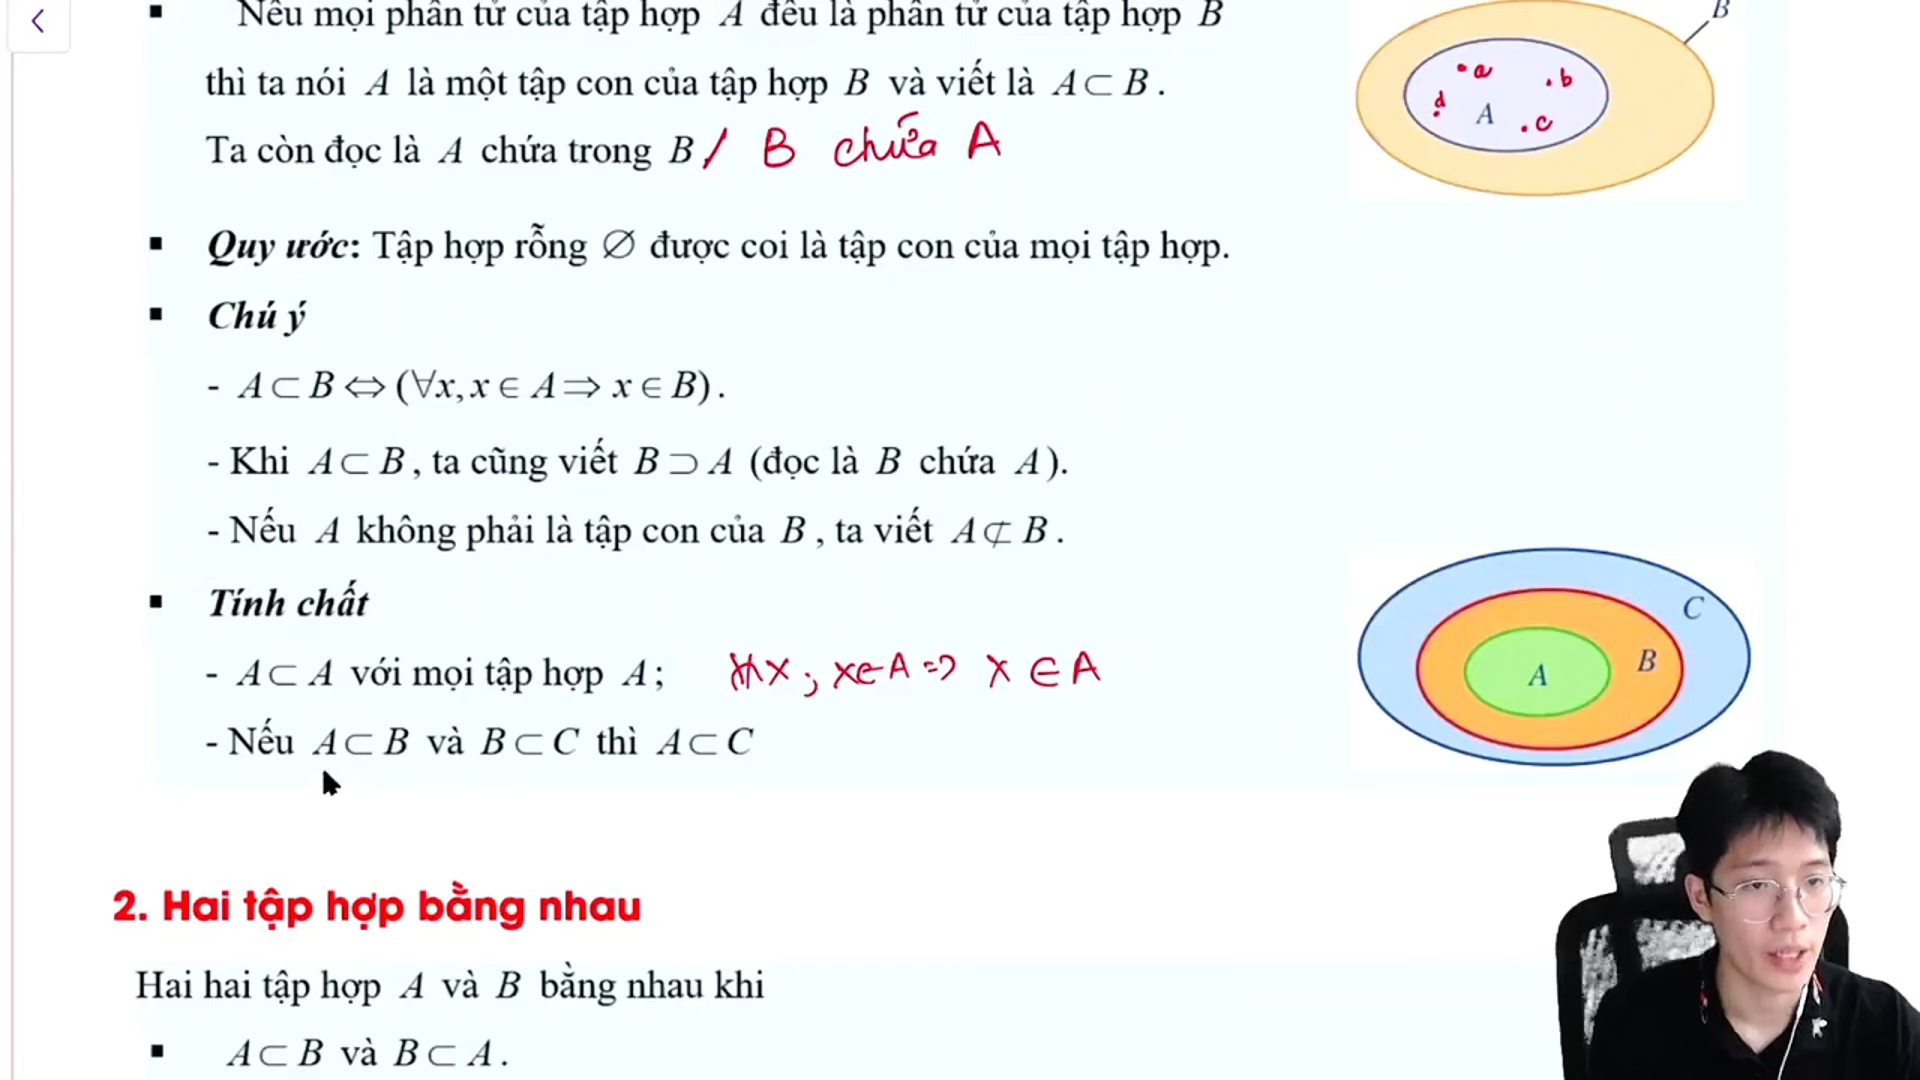 Nếu mọi phần tử của tập hợp A đều là phần tử của tập hợp B
thì ta nói A là một tập con của tập hợp B và viết là A ⊂ B.
Ta còn đọc là A chứa trong B / B chứa A
B
a
b
d
A
c
Quy ước: Tập hợp rỗng ∅ được coi là tập con của mọi tập hợp.
Chú ý
- A ⊂ B ⇔ (∀x, x ∈ A ⇒ x ∈ B).
- Khi A ⊂ B, ta cũng viết B ⊃ A (đọc là B chứa A).
- Nếu A không phải là tập con của B, ta viết A ⊄ B.
Tính chất
- A ⊂ A với mọi tập hợp A; x; x ∈ A => x ∈ A
- Nếu A ⊂ B và B ⊂ C thì A ⊂ C
C
B
A
2. Hai tập hợp bằng nhau
Hai hai tập hợp A và B bằng nhau khi
A ⊂ B và B ⊂ A.